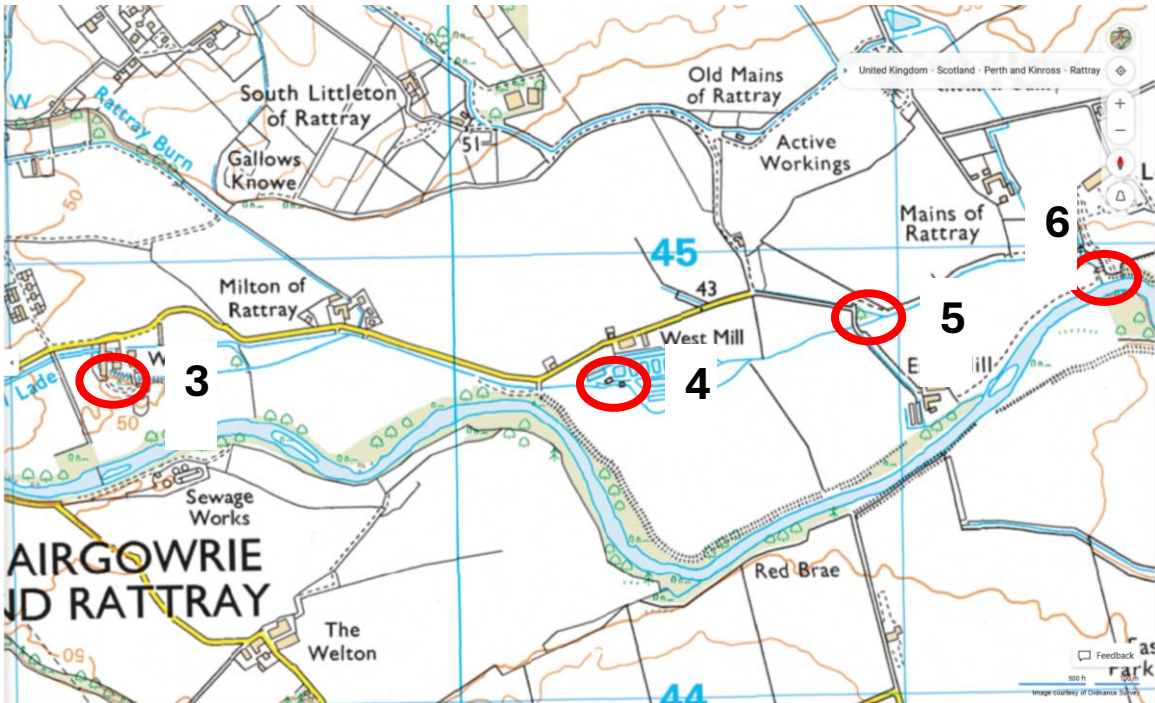 United Kingdom - Scotland - Perth and Kinross - Rattray
W
Rattray Burn
South Littleton
of Rattray
Old Mains
of Rattray
51
Gallows
Knowe
Active
Workings
50
Mains of
Rattray
6
45
Milton of
Rattray
43
5
West Mill
W
3
4
Lade
50
Sewage
Works
AIRGOWRIE
ND RATTRAY
Red Brae
The
Welton
50
Feedback
44
Park
500 ft
Image courtesy of Ordnance Survey